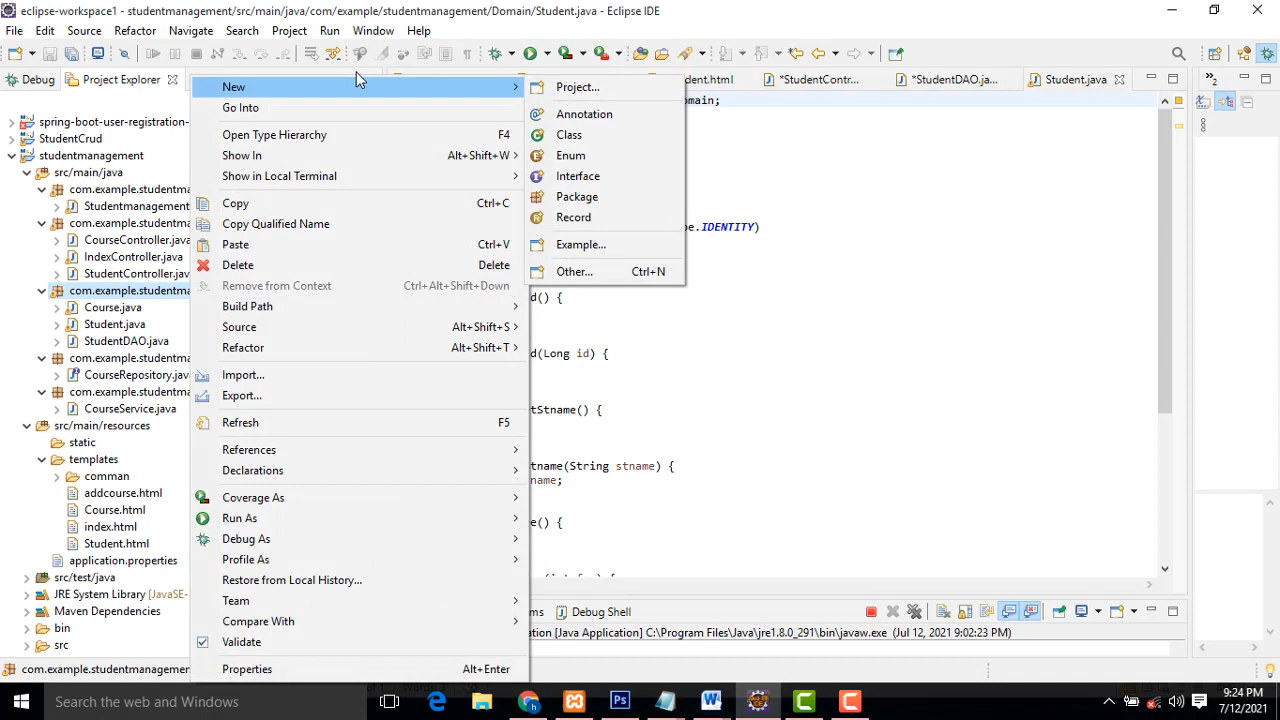 eclipse-workspace1 - studentmanagement/src/main/java/com/example/studentmanagement/Domain/Student.java - Eclipse IDE
File Edit Source Refactor Navigate Search Project Run Window Help
Debug Project Explorer
dent.html *StudentContr... *StudentDAO.ja... Student.java
New
Go Into
Open Type Hierarchy F4
Show In Alt+Shift+W
Show in Local Terminal
Copy Ctrl+C
Copy Qualified Name
Paste Ctrl+V
Delete Delete
Remove from Context Ctrl+Alt+Shift+Down
Build Path
Source Alt+Shift+S
Refactor Alt+Shift+T
Import...
Export...
Refresh F5
References
Declarations
Coverage As
Run As
Debug As
Profile As
Restore from Local History...
Team
Compare With
Validate
Properties Alt+Enter
Project...
Annotation
Class
Enum
Interface
Package
Record
Example...
Other... Ctrl+N
spring-boot-user-registration-
StudentCrud
studentmanagement
src/main/java
com.example.studentma
Studentmanagement
com.example.studentma
CourseController.java
IndexController.java
StudentController.java
com.example.studentma
Course.java
Student.java
StudentDAO.java
com.example.studentma
CourseRepository.java
com.example.studentma
CourseService.java
src/main/resources
static
templates
comman
addcourse.html
Course.html
index.html
Student.html
application.properties
src/test/java
JRE System Library [JavaSE-
Maven Dependencies
bin
src
omain;
pe.IDENTITY)
d() {
d(Long id) {
tStname() {
tname(String stname) {
name;
e() {
ms Debug Shell
ation [Java Application] C:\Program Files\Java\jre1.8.0_291\bin\javaw.exe (Jul 12, 2021 9:02:23 PM)
com.example.studentmanagement
Search the web and Windows
9:24 PM
7/12/2021